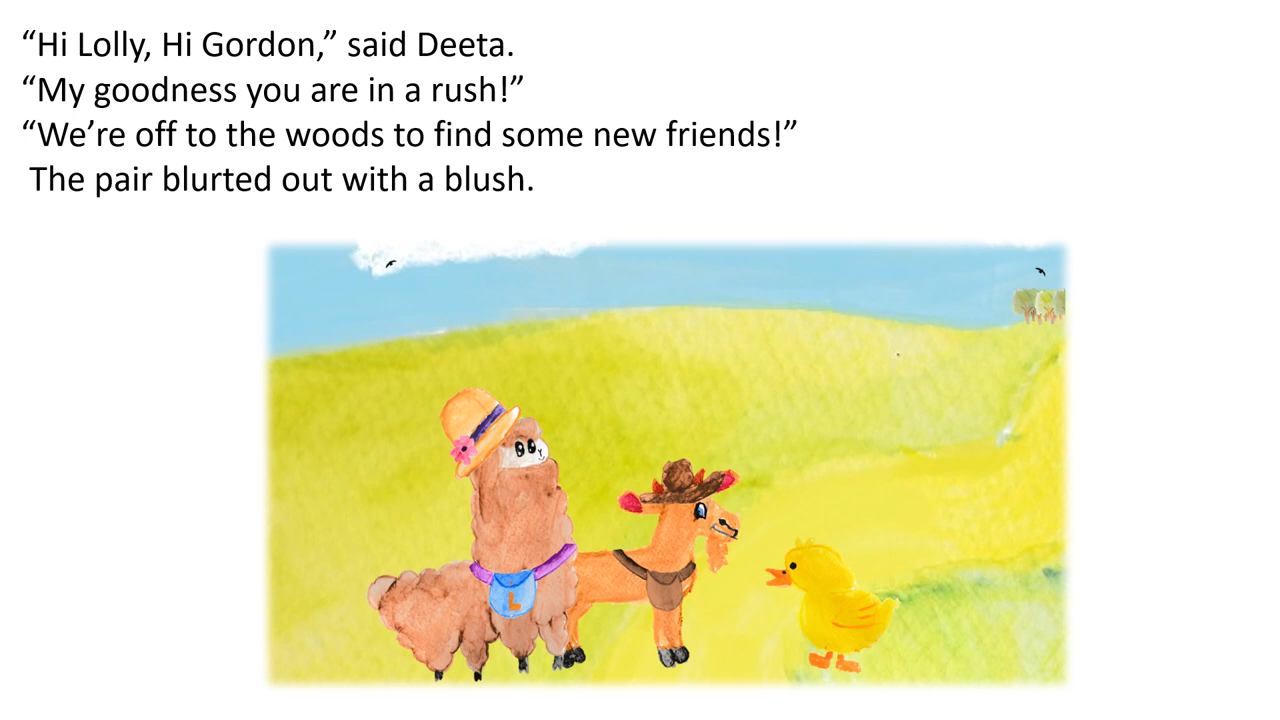 “Hi Lolly, Hi Gordon,” said Deeta.
“My goodness you are in a rush!”
“We’re off to the woods to find some new friends!”
The pair blurted out with a blush.
L